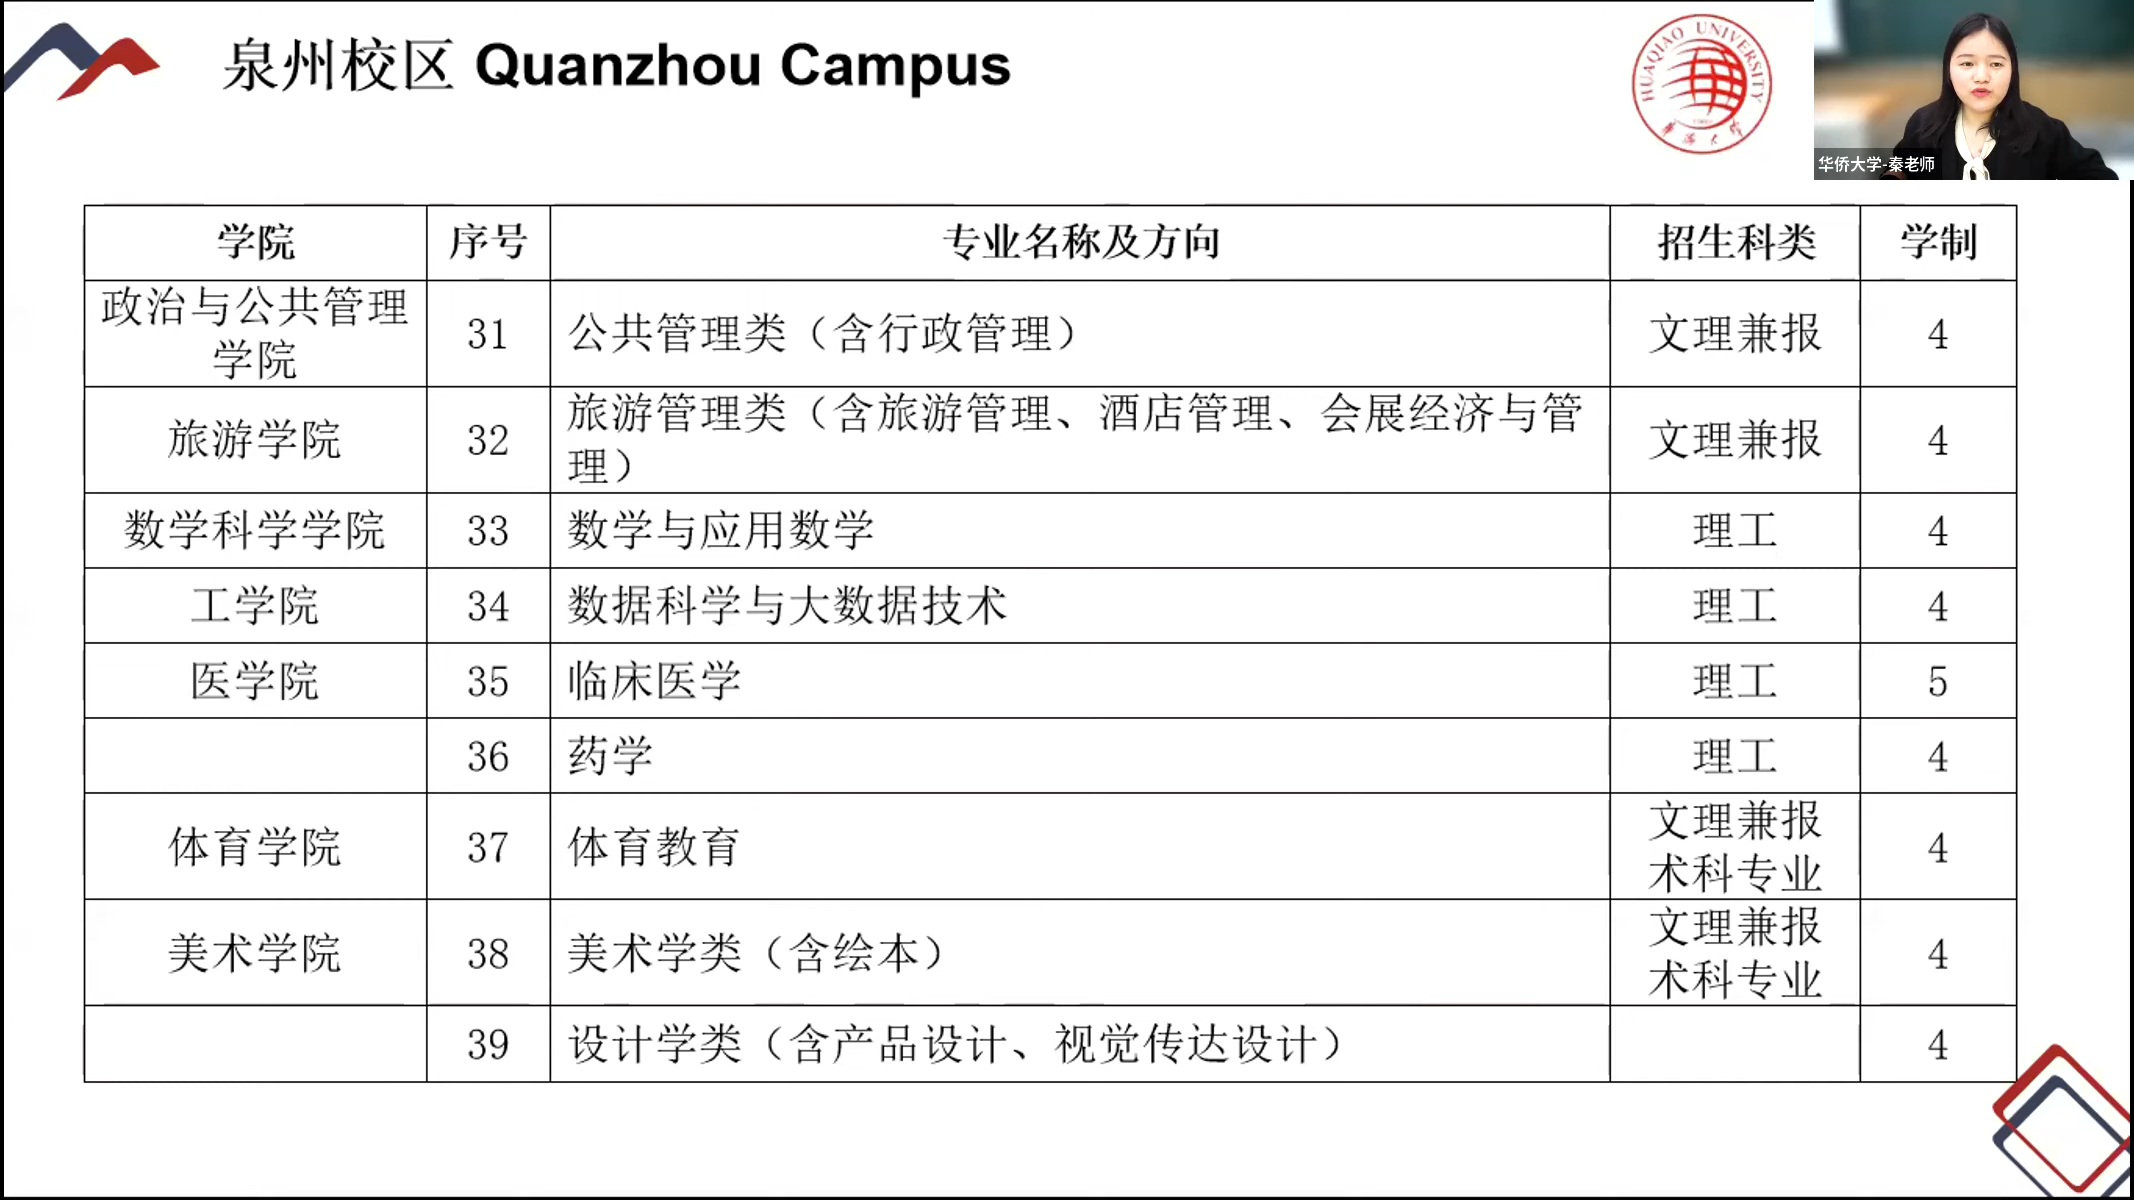 泉州校区 Quanzhou Campus
HUAQIAO UNIVERSITY
华侨大学
华侨大学-秦老师
学院 序号 专业名称及方向 招生科类 学制
政治与公共管理
学院 31 公共管理类（含行政管理） 文理兼报 4
旅游学院 32 旅游管理类（含旅游管理、酒店管理、会展经济与管
理） 文理兼报 4
数学科学学院 33 数学与应用数学 理工 4
工学院 34 数据科学与大数据技术 理工 4
医学院 35 临床医学 理工 5
36 药学 理工 4
体育学院 37 体育教育 文理兼报
术科专业 4
美术学院 38 美术学类（含绘本） 文理兼报
术科专业 4
39 设计学类（含产品设计、视觉传达设计） 4